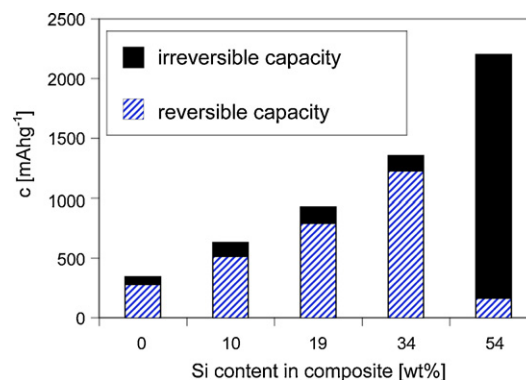 2500
2000
1500
1000
500
0
c [mAhg⁻¹]
irreversible capacity
reversible capacity
0 10 19 34 54
Si content in composite [wt%]